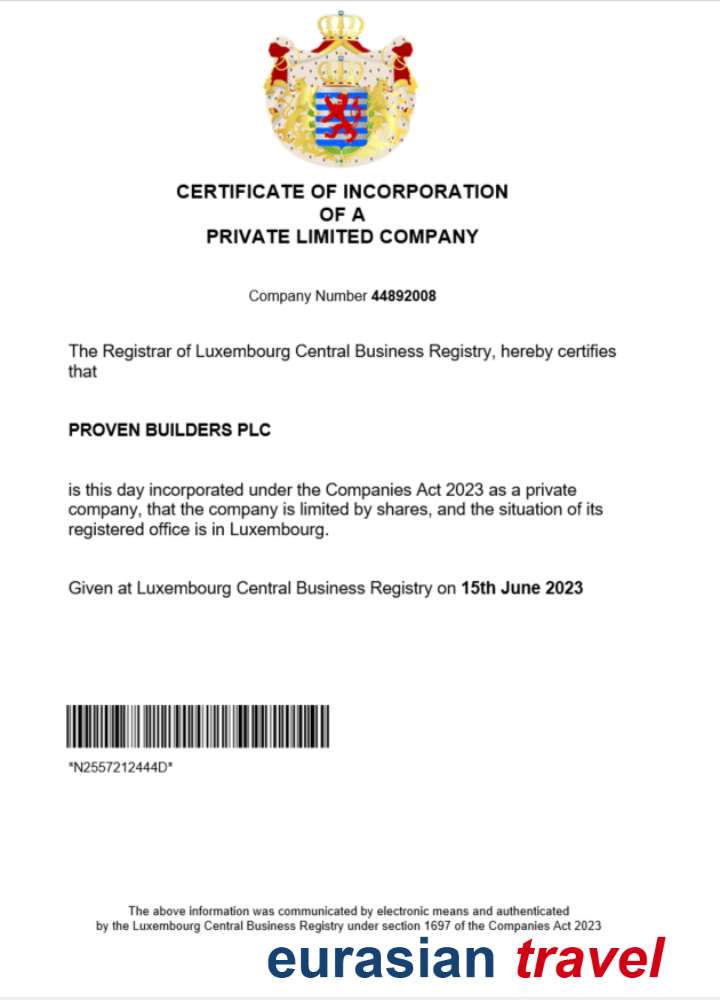 CERTIFICATE OF INCORPORATION
OF A
PRIVATE LIMITED COMPANY
Company Number 44892008
The Registrar of Luxembourg Central Business Registry, hereby certifies
that
PROVEN BUILDERS PLC
is this day incorporated under the Companies Act 2023 as a private
company, that the company is limited by shares, and the situation of its
registered office is in Luxembourg.
Given at Luxembourg Central Business Registry on 15th June 2023
*N2557212444D*
The above information was communicated by electronic means and authenticated
by the Luxembourg Central Business Registry under section 1697 of the Companies Act 2023
eurasian travel